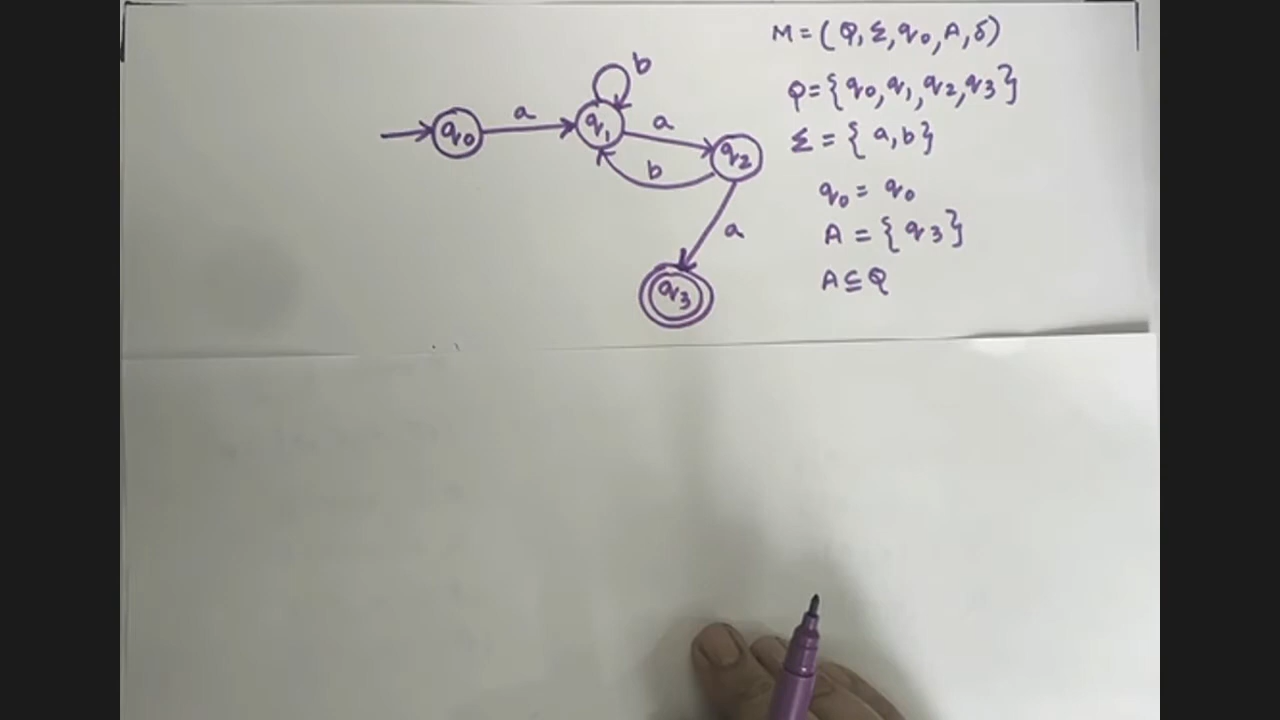 M = (Q, Σ, q0, A, δ)
Q = {q0, q1, q2, q3}
Σ = {a, b}
q0 = q0
A = {q3}
A ⊆ Q
b
a
q0
q1
a
q2
b
a
q3